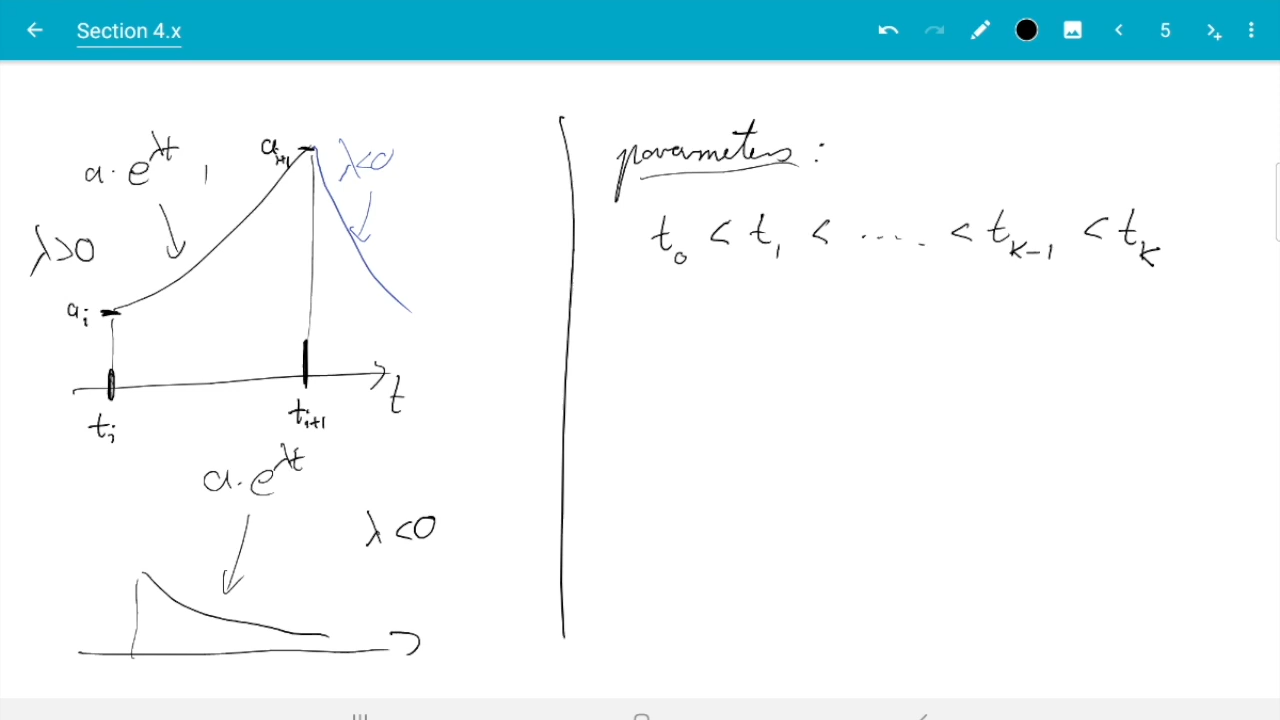 Section 4.x
5
a · e^{λt} ,
λ>0
a_{i+1}
λ<0
a_i
t_i
t_{i+1}
t
a · e^{λt}
λ<0
parameters :
t_0 < t_1 < ..... < t_{k-1} < t_k